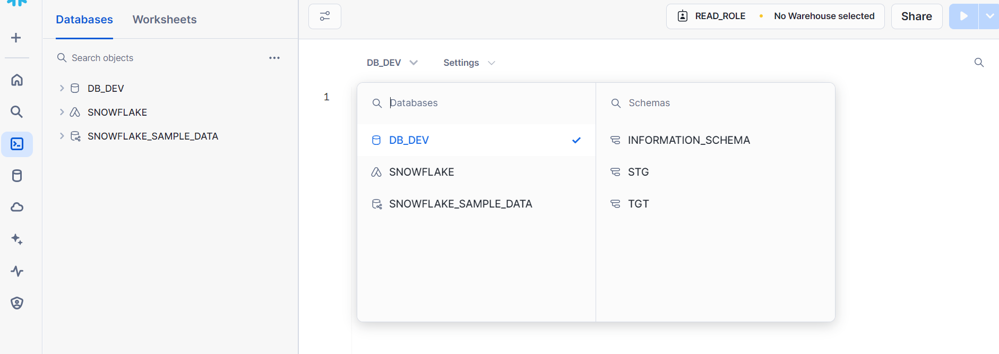 Databases Worksheets
READ_ROLE No Warehouse selected Share
Search objects
DB_DEV
SNOWFLAKE
SNOWFLAKE_SAMPLE_DATA
DB_DEV Settings
1
Databases
DB_DEV
SNOWFLAKE
SNOWFLAKE_SAMPLE_DATA
Schemas
INFORMATION_SCHEMA
STG
TGT